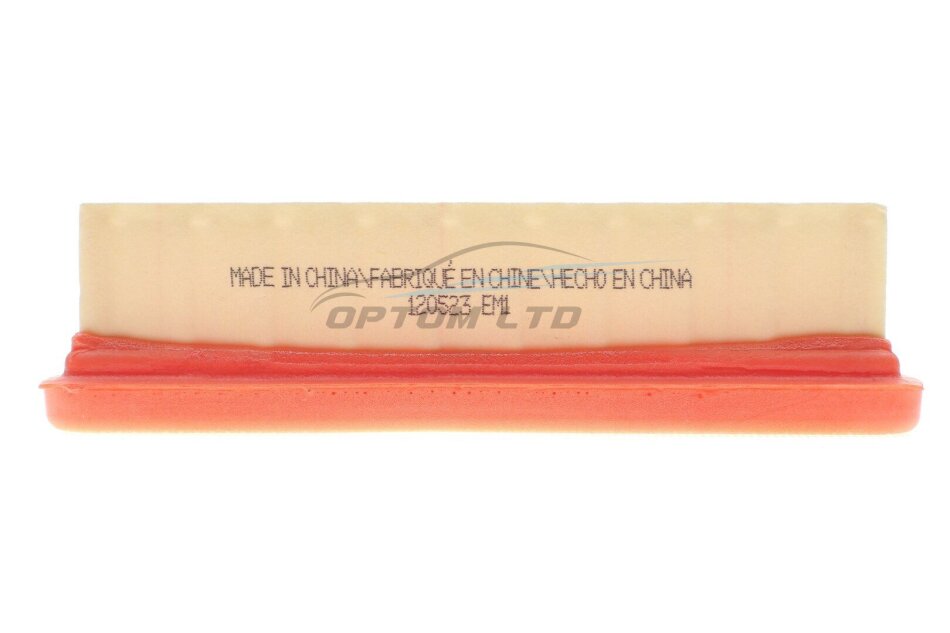 MADE IN CHINA\FABRIQUÉ EN CHINE\HECHO EN CHINA
120523 EM1
OPTOM LTD